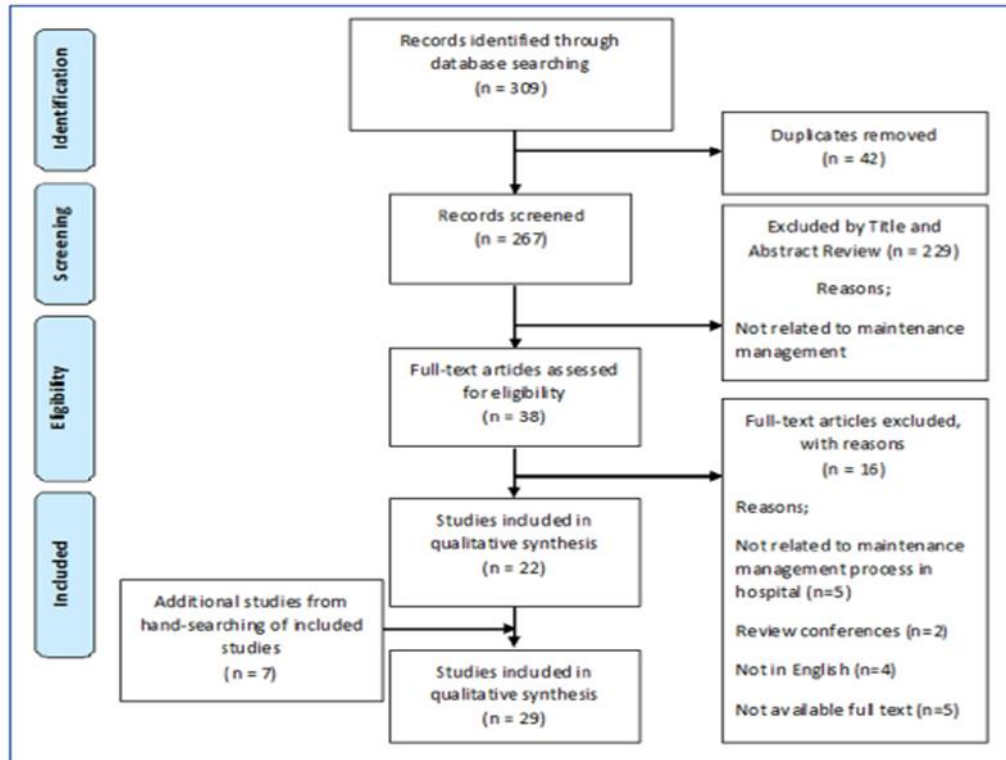 Identification
Records identified through
database searching
(n = 309)
Duplicates removed
(n = 42)
Screening
Records screened
(n = 267)
Excluded by Title and
Abstract Review (n = 229)
Reasons;
Not related to maintenance
management
Eligibility
Full-text articles assessed
for eligibility
(n = 38)
Full-text articles excluded,
with reasons
(n = 16)
Reasons;
Not related to maintenance
management process in
hospital (n=5)
Review conferences (n=2)
Not in English (n=4)
Not available full text (n=5)
Included
Studies included in
qualitative synthesis
(n = 22)
Additional studies from
hand-searching of included
studies
(n = 7)
Studies included in
qualitative synthesis
(n = 29)